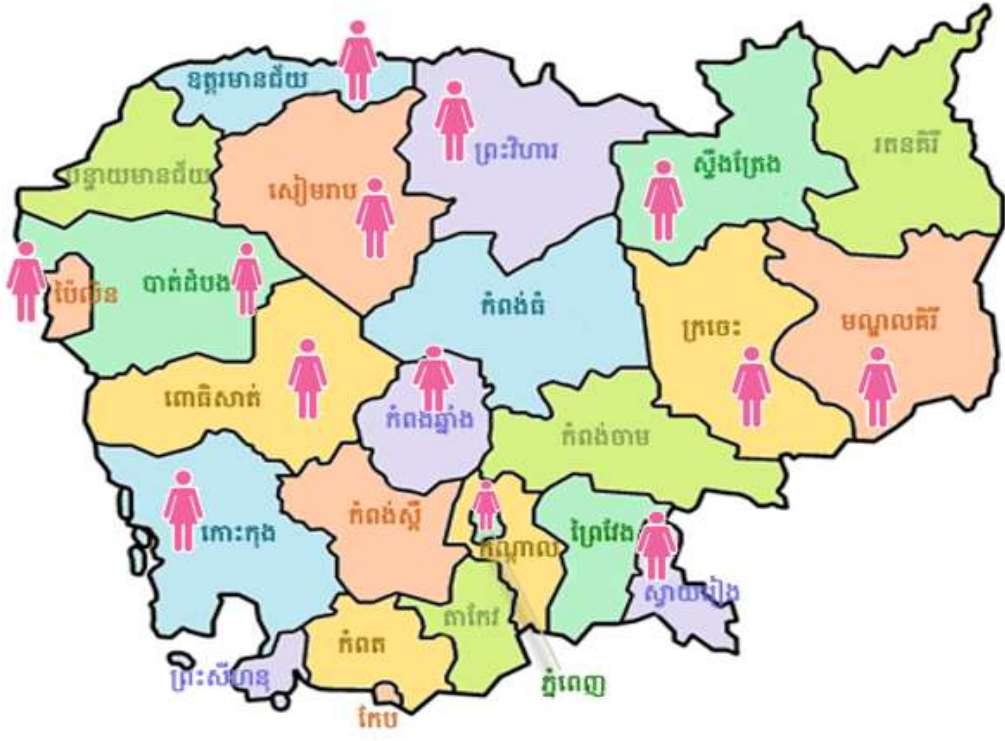 ឧត្តរមានជ័យ
ព្រះវិហារ
ស្ទឹងត្រែង
រតនគិរី
បន្ទាយមានជ័យ
សៀមរាប
ប៉ៃលិន
បាត់ដំបង
កំពង់ធំ
ក្រចេះ
មណ្ឌលគិរី
ពោធិសាត់
កំពងឆ្នាំង
កំពង់ចាម
កោះកុង
កំពង់ស្ពឺ
កណ្តាល
ព្រៃវែង
ស្វាយរៀង
តាកែវ
កំពត
ព្រះសីហនុ
ភ្នំពេញ
កែប